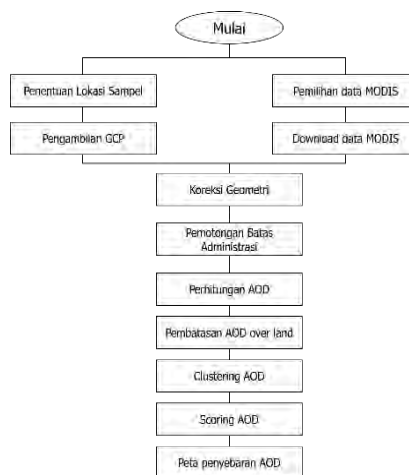 Mulai
Penentuan Lokasi Sampel
Pemilihan data MODIS
Pengambilan GCP
Download data MODIS
Koreksi Geometri
Pemotongan Batas
Administrasi
Perhitungan AOD
Pembatasan AOD over land
Clustering AOD
Scoring AOD
Peta penyebaran AOD